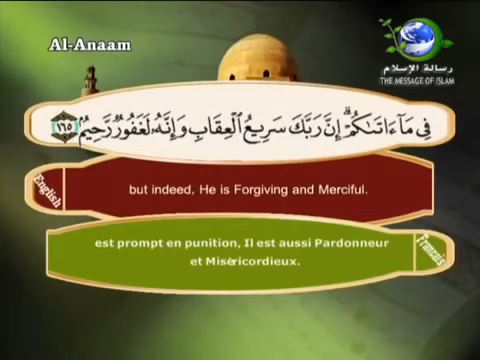 Al-Anaam
رسالة الإسلام
THE MESSAGE OF ISLAM
فِي مَآ ءَاتَىٰكُمۡۗ إِنَّ رَبَّكَ سَرِيعُ ٱلۡعِقَابِ وَإِنَّهُۥ لَغَفُورٞ رَّحِيمُۢ ١٦٥
English
but indeed, He is Forgiving and Merciful.
est prompt en punition, Il est aussi Pardonneur
et Miséricordieux.
Francais